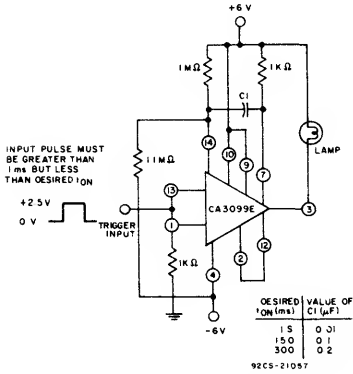 +6 V
1MΩ
1KΩ
C1
LAMP
INPUT PULSE MUST
BE GREATER THAN
1ms BUT LESS
THAN DESIRED tON
11MΩ
14
10
9
7
+2.5V
0 V
TRIGGER
INPUT
13
1
CA3099E
3
12
2
4
1KΩ
-6V
DESIRED VALUE OF
tON(ms) C1(μF)
15 0.01
150 0.1
300 0.2
92CS-21057